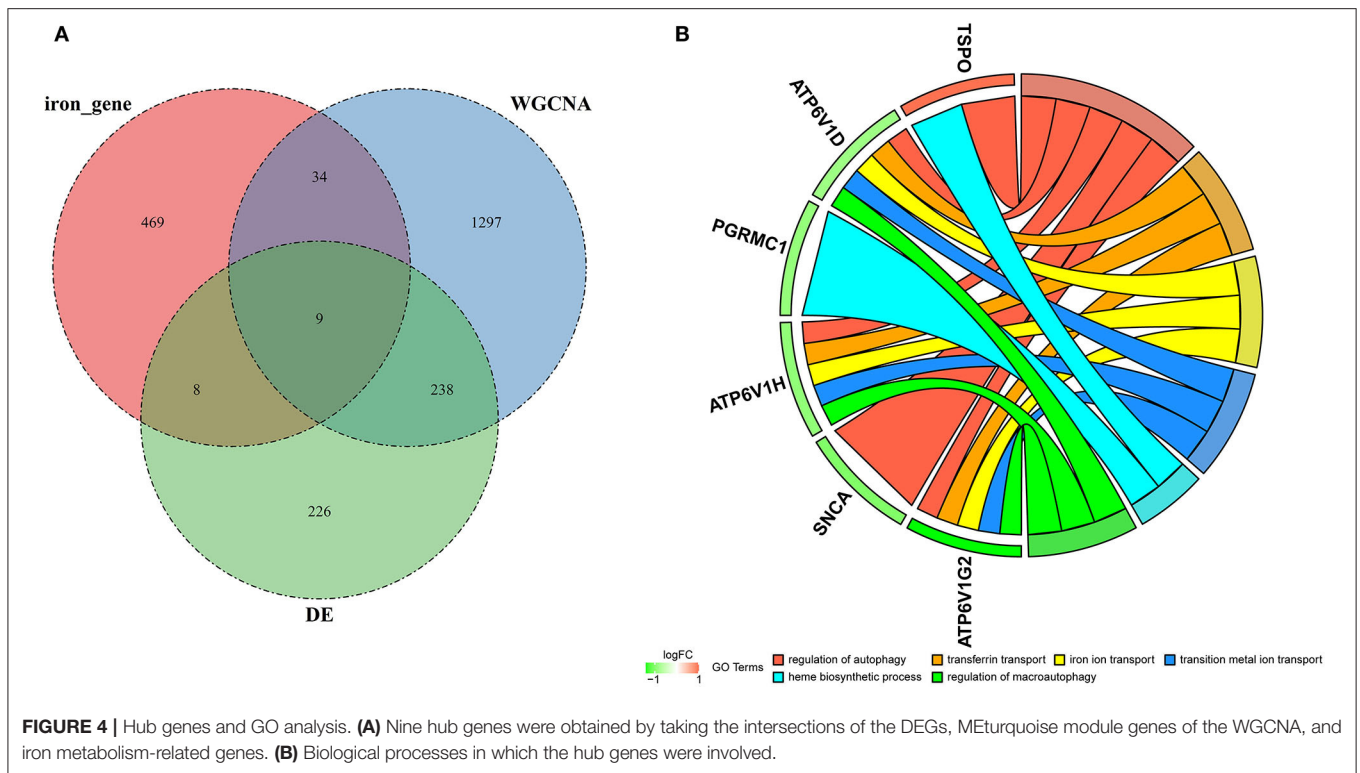 A
iron_gene
WGCNA
34
469
1297
9
8
238
226
DE
B
TSPO
ATP6V1D
PGRMC1
ATP6V1H
SNCA
ATP6V1G2
logFC
−1 1
GO Terms
regulation of autophagy transferrin transport iron ion transport transition metal ion transport
heme biosynthetic process regulation of macroautophagy
FIGURE 4 | Hub genes and GO analysis. (A) Nine hub genes were obtained by taking the intersections of the DEGs, MEturquoise module genes of the WGCNA, and
iron metabolism-related genes. (B) Biological processes in which the hub genes were involved.